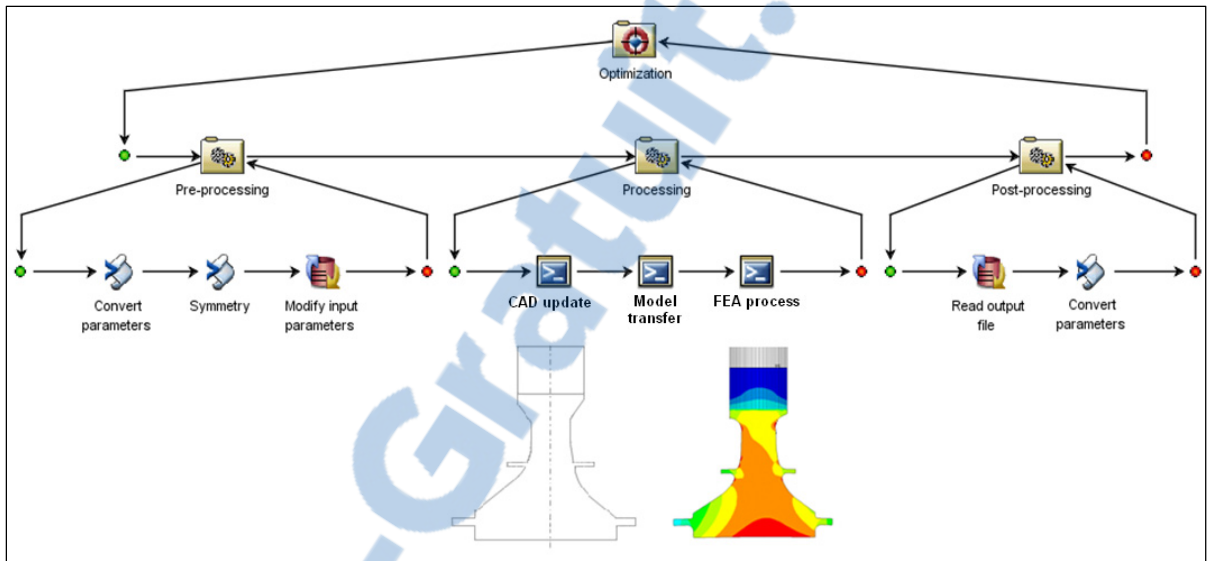 Optimization
Pre-processing
Processing
Post-processing
Convert
parameters
Symmetry
Modify input
parameters
CAD update
Model
transfer
FEA process
Read output
file
Convert
parameters
-Gratuit.